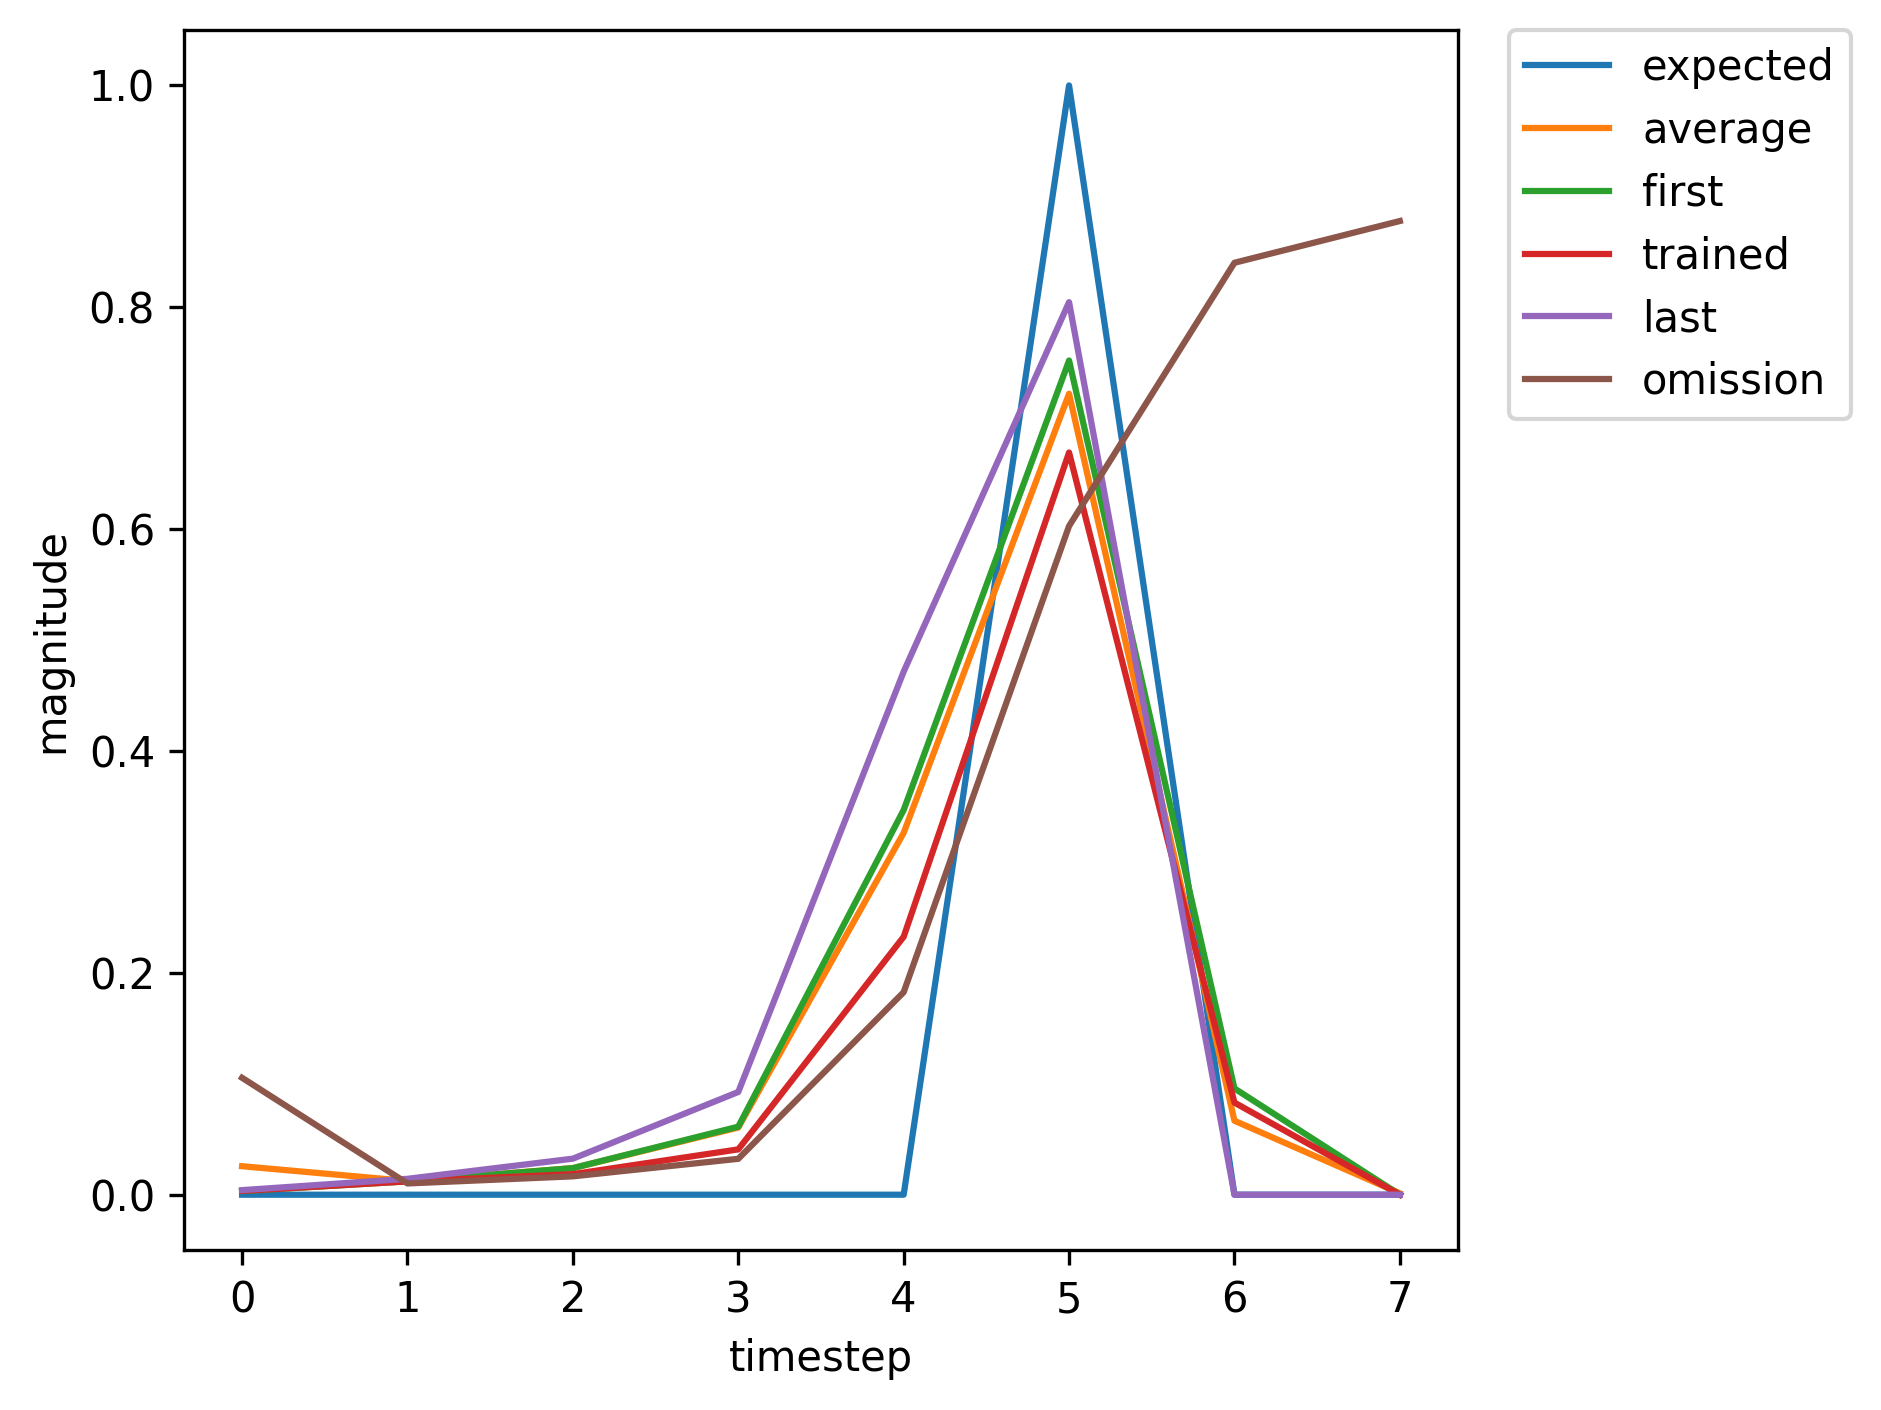 1.0
0.8
0.6
0.4
0.2
0.0
magnitude
0 1 2 3 4 5 6 7
timestep
expected
average
first
trained
last
omission